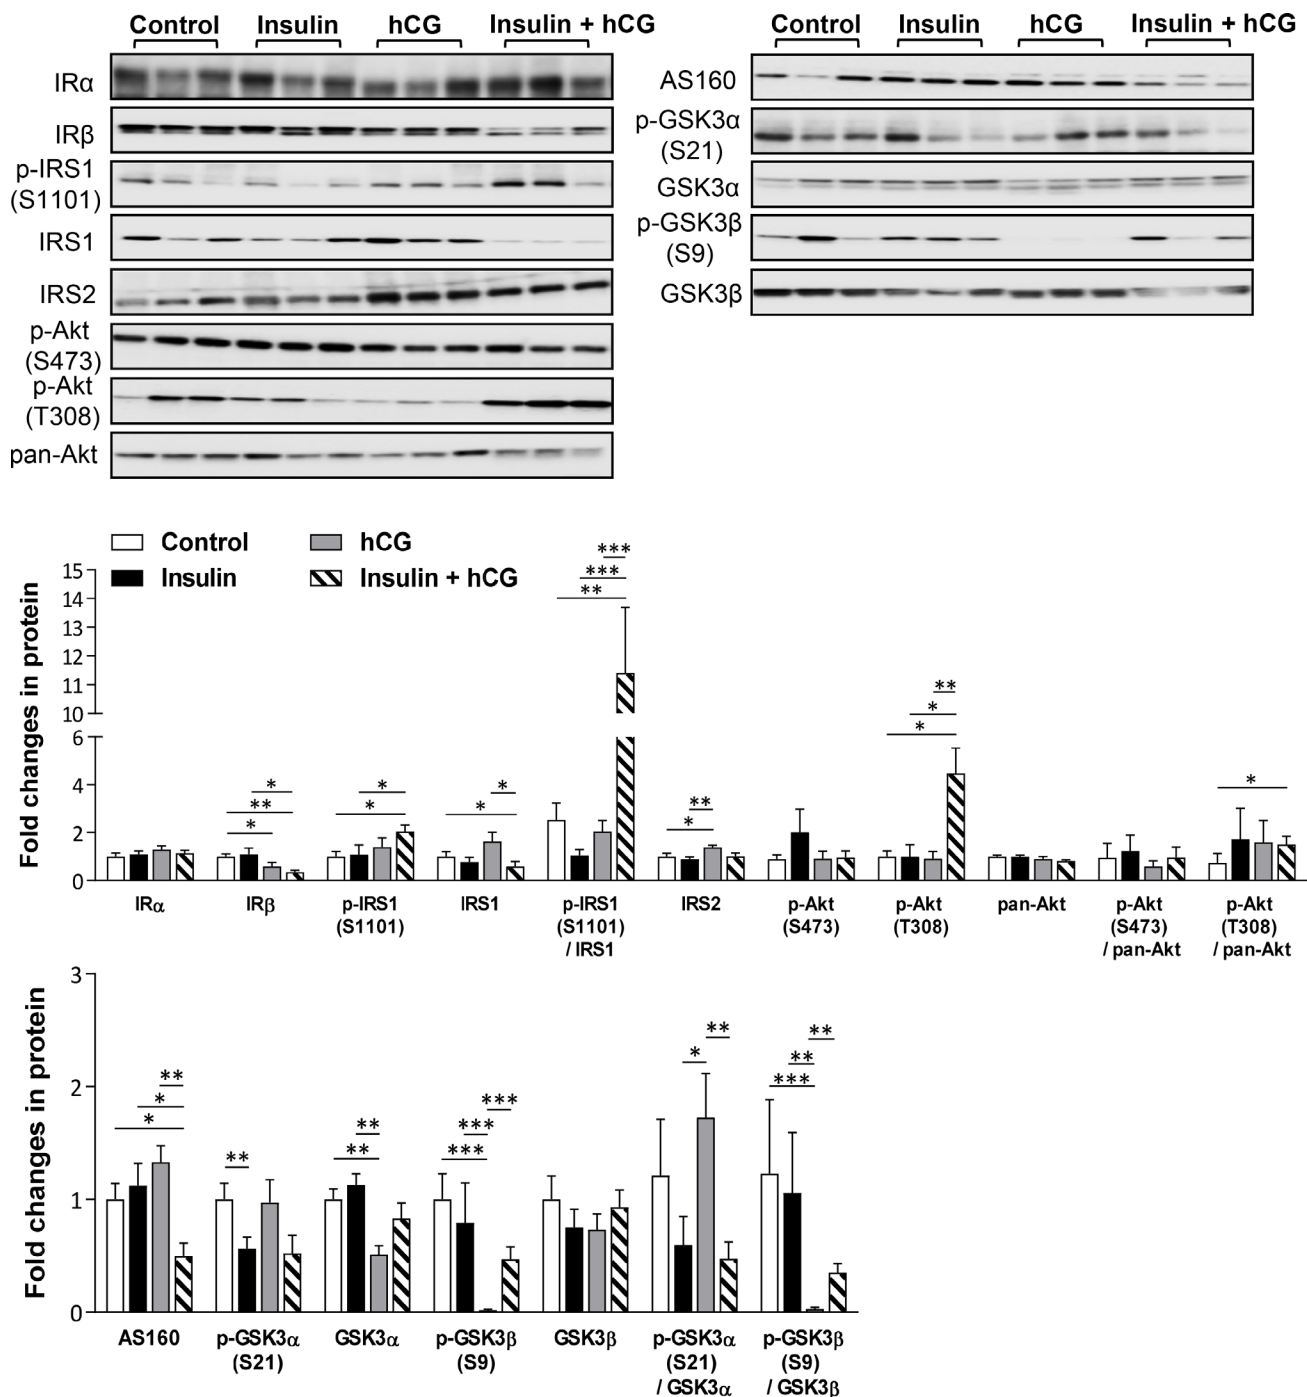 Control Insulin hCG Insulin + hCG
IRα
IRβ
p-IRS1
(S1101)
IRS1
IRS2
p-Akt
(S473)
p-Akt
(T308)
pan-Akt
Control Insulin hCG Insulin + hCG
AS160
p-GSK3α
(S21)
GSK3α
p-GSK3β
(S9)
GSK3β
Control
Insulin
hCG
Insulin + hCG
Fold changes in protein
15
14
13
12
11
10
6
4
2
0
*
**
*
*
*
*
*
***
***
**
**
*
**
*
*
*
IRα
IRβ
p-IRS1
(S1101)
IRS1
p-IRS1
(S1101)
/ IRS1
IRS2
p-Akt
(S473)
p-Akt
(T308)
pan-Akt
p-Akt
(S473)
/ pan-Akt
p-Akt
(T308)
/ pan-Akt
Fold changes in protein
3
2
1
0
**
*
*
**
**
**
***
***
***
**
*
**
**
***
AS160
p-GSK3α
(S21)
GSK3α
p-GSK3β
(S9)
GSK3β
p-GSK3α
(S21)
/ GSK3α
p-GSK3β
(S9)
/ GSK3β